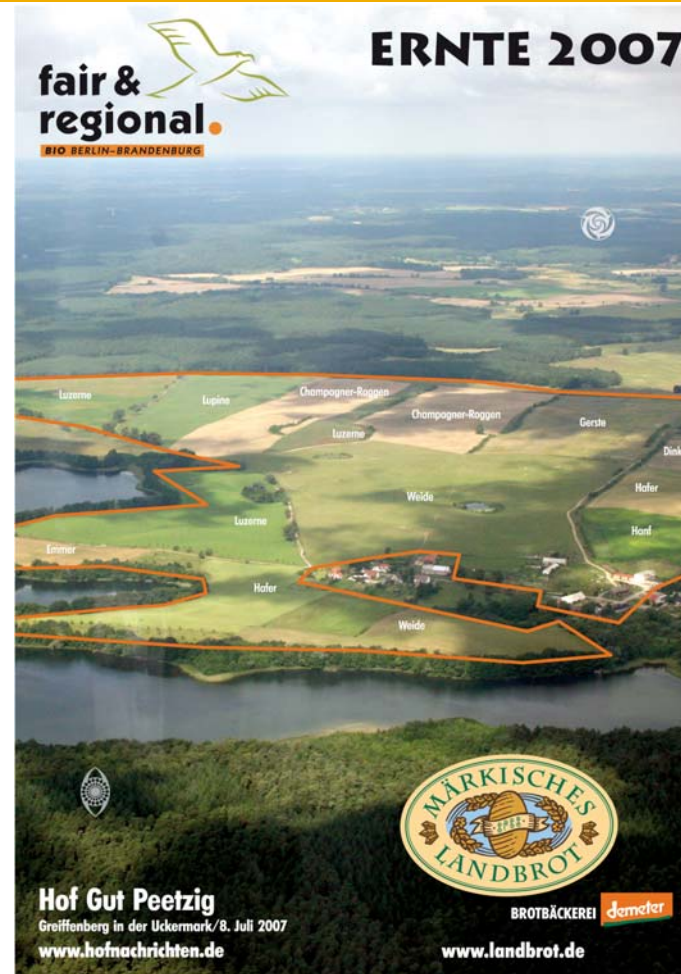 fair &
regional.
BIO BERLIN–BRANDENBURG
ERNTE 2007
Luzerne
Lupine
Champagner-Roggen
Champagner-Roggen
Luzerne
Gerste
Dink
Hafer
Weide
Hanf
Luzerne
Emmer
Hafer
Weide
MÄRKISCHES
LANDBROT
BROTBÄCKEREI demeter
Hof Gut Peetzig
Greiffenberg in der Uckermark/8. Juli 2007
www.hofnachrichten.de
www.landbrot.de